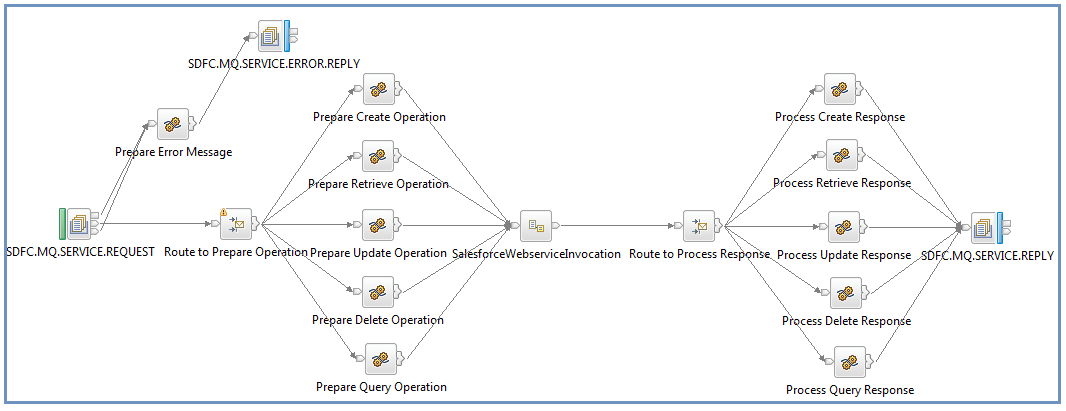 SDFC.MQ.SERVICE.ERROR.REPLY
Prepare Create Operation
Process Create Response
Prepare Error Message
Prepare Retrieve Operation
Process Retrieve Response
SDFC.MQ.SERVICE.REQUEST
Route to Prepare Operation
Prepare Update Operation
SalesforceWebserviceInvocation
Route to Process Response
Process Update Response
SDFC.MQ.SERVICE.REPLY
Prepare Delete Operation
Process Delete Response
Prepare Query Operation
Process Query Response